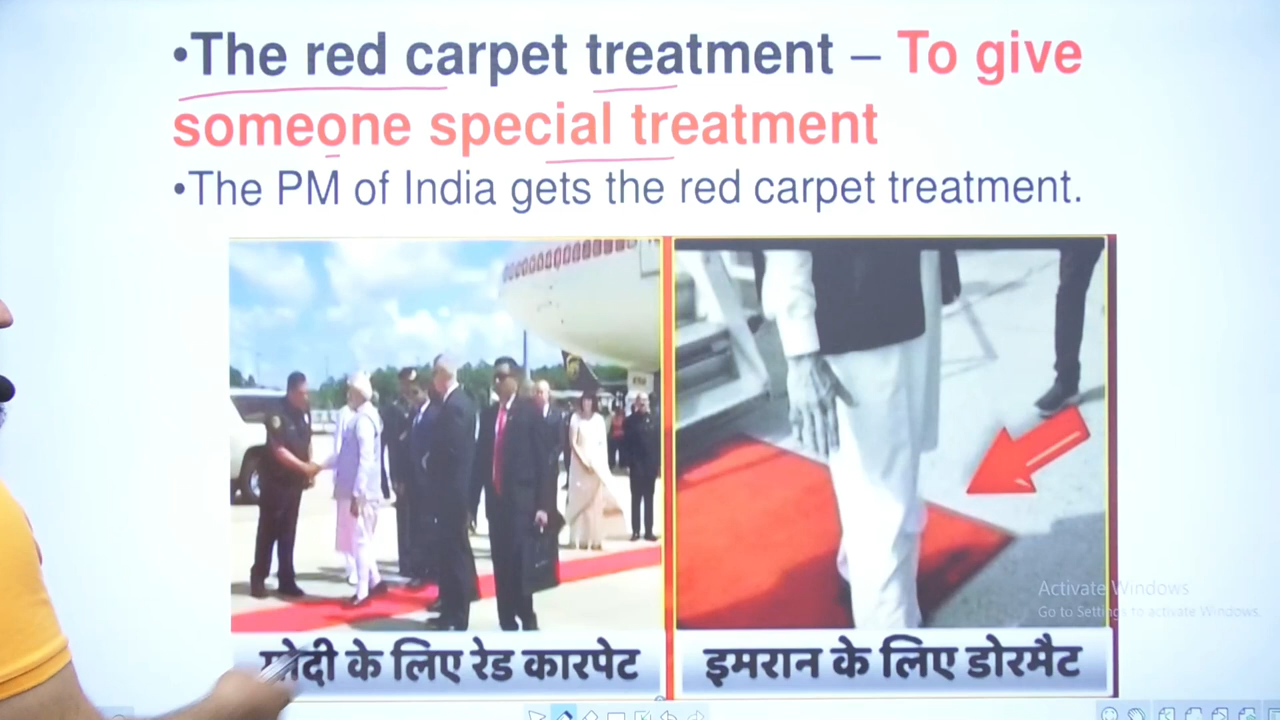 •The red carpet treatment – To give
someone special treatment
•The PM of India gets the red carpet treatment.
मोदी के लिए रेड कारपेट
इमरान के लिए डोरमैट
Activate Windows
Go to Settings to activate Windows.